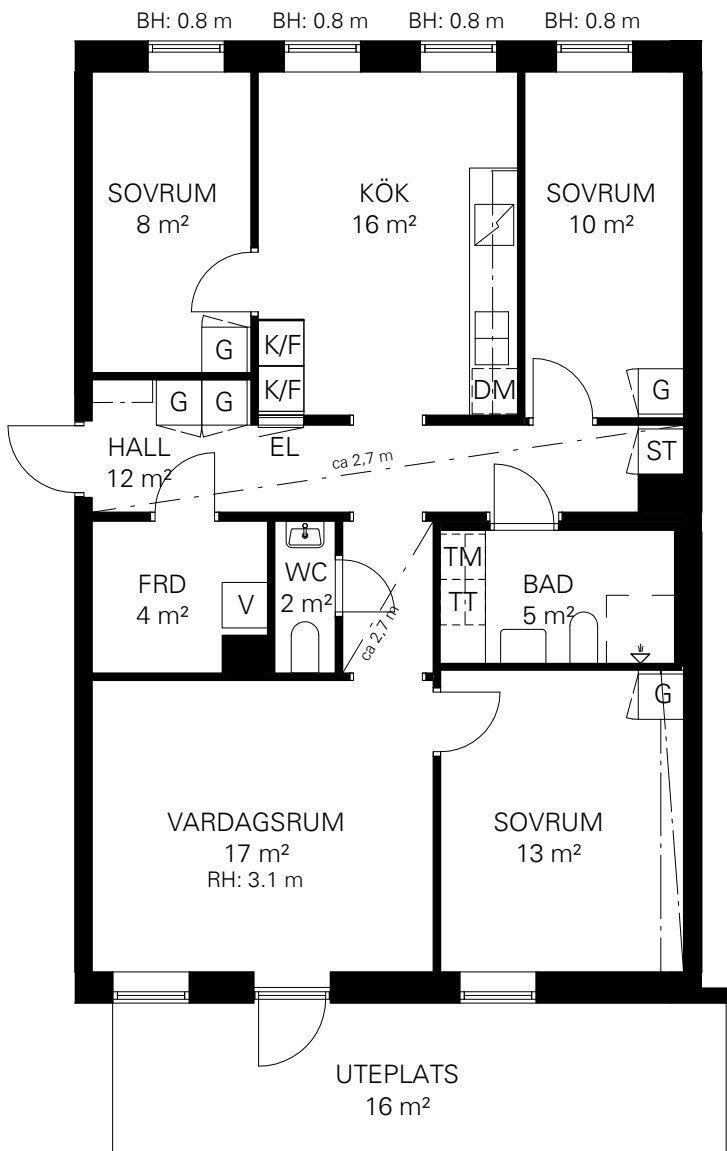 BH: 0.8 m BH: 0.8 m BH: 0.8 m BH: 0.8 m
SOVRUM
8 m²
KÖK
16 m²
SOVRUM
10 m²
G
K/F
K/F
DM
G
G
G
HALL
12 m²
EL
ca 2,7 m
ST
FRD
4 m²
V
WC
2 m²
ca 2,7 m
TM
TT
BAD
5 m²
G
VARDAGSRUM
17 m²
RH: 3.1 m
SOVRUM
13 m²
UTEPLATS
16 m²